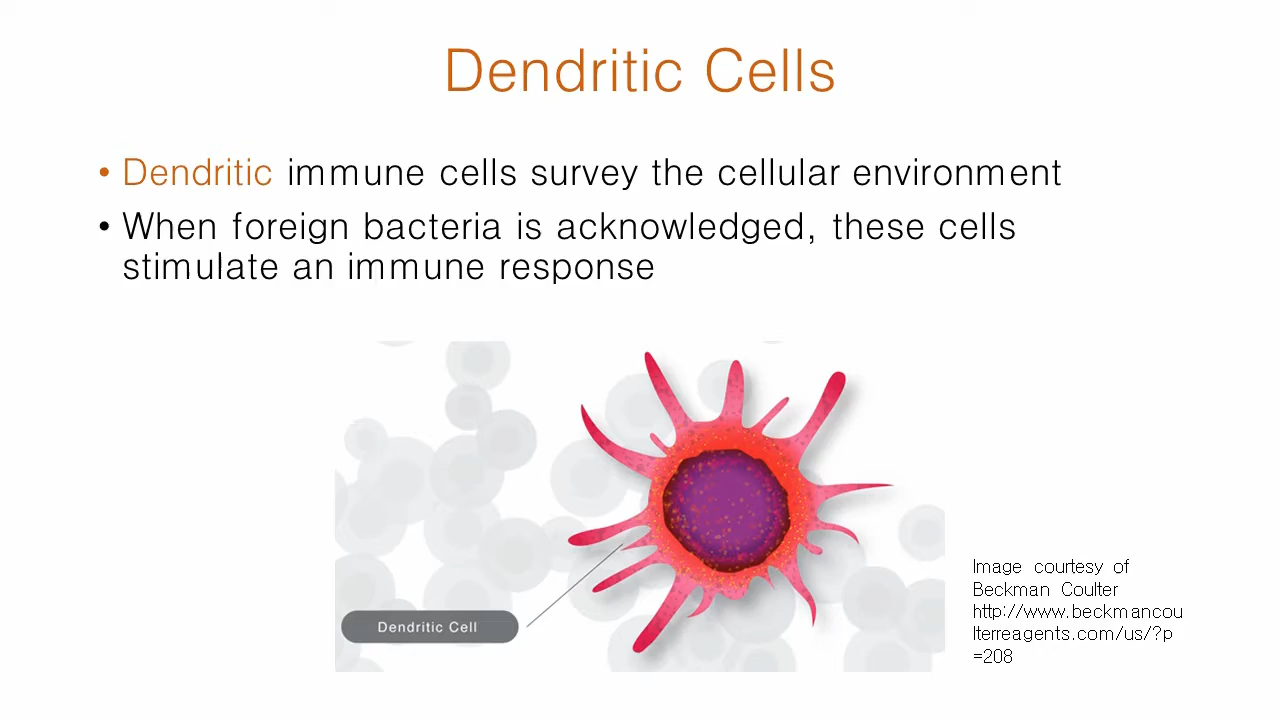 Dendritic Cells
• Dendritic immune cells survey the cellular environment
• When foreign bacteria is acknowledged, these cells
stimulate an immune response
Dendritic Cell
Image courtesy of
Beckman Coulter
http://www.beckmancou
lterreagents.com/us/?p
=208